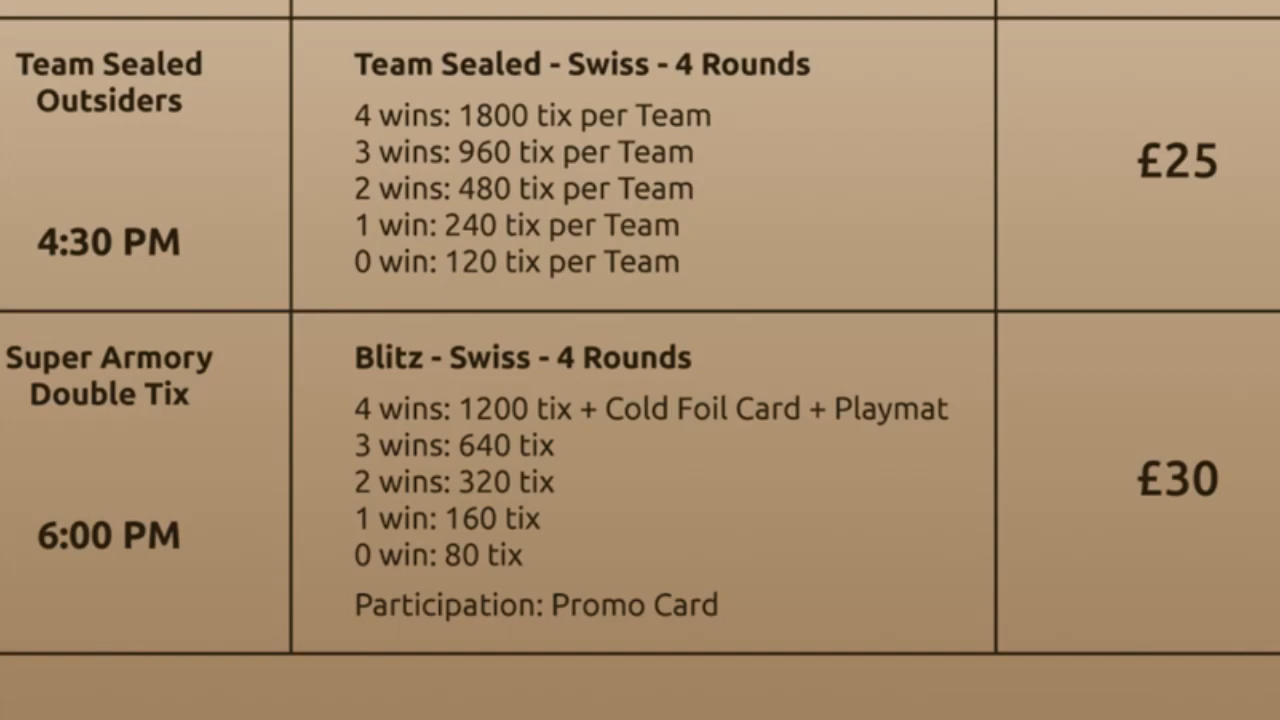 Team Sealed
Outsiders
4:30 PM
Team Sealed - Swiss - 4 Rounds
4 wins: 1800 tix per Team
3 wins: 960 tix per Team
2 wins: 480 tix per Team
1 win: 240 tix per Team
0 win: 120 tix per Team
£25
Super Armory
Double Tix
6:00 PM
Blitz - Swiss - 4 Rounds
4 wins: 1200 tix + Cold Foil Card + Playmat
3 wins: 640 tix
2 wins: 320 tix
1 win: 160 tix
0 win: 80 tix
Participation: Promo Card
£30